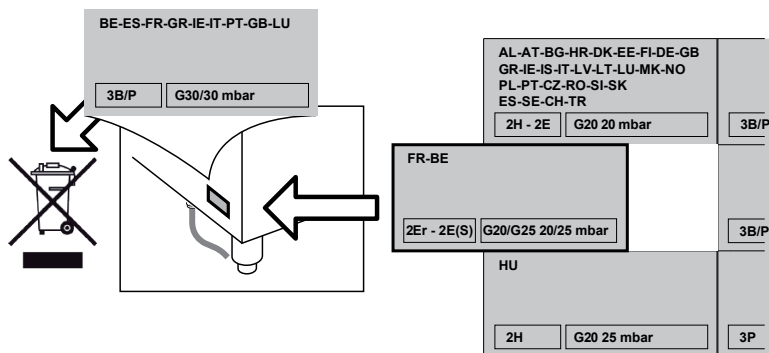 BE-ES-FR-GR-IE-IT-PT-GB-LU
3B/P G30/30 mbar
AL-AT-BG-HR-DK-EE-FI-DE-GB
GR-IE-IS-IT-LV-LT-LU-MK-NO
PL-PT-CZ-RO-SI-SK
ES-SE-CH-TR
2H - 2E G20 20 mbar 3B/P
FR-BE
2Er - 2E(S) G20/G25 20/25 mbar 3B/P
HU
2H G20 25 mbar 3P